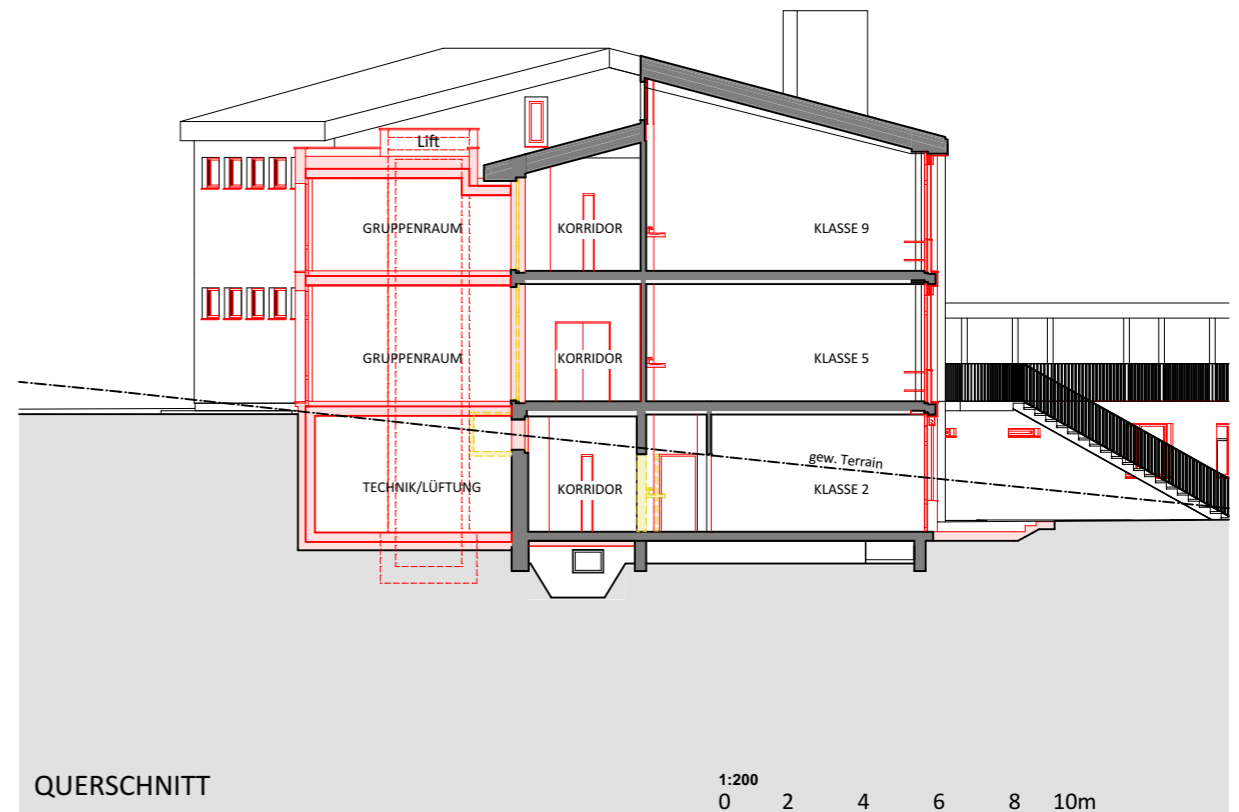 Lift
GRUPPENRAUM KORRIDOR KLASSE 9
GRUPPENRAUM KORRIDOR KLASSE 5
gew. Terrain
TECHNIK/LÜFTUNG KORRIDOR KLASSE 2
QUERSCHNITT
1:200
0 2 4 6 8 10m